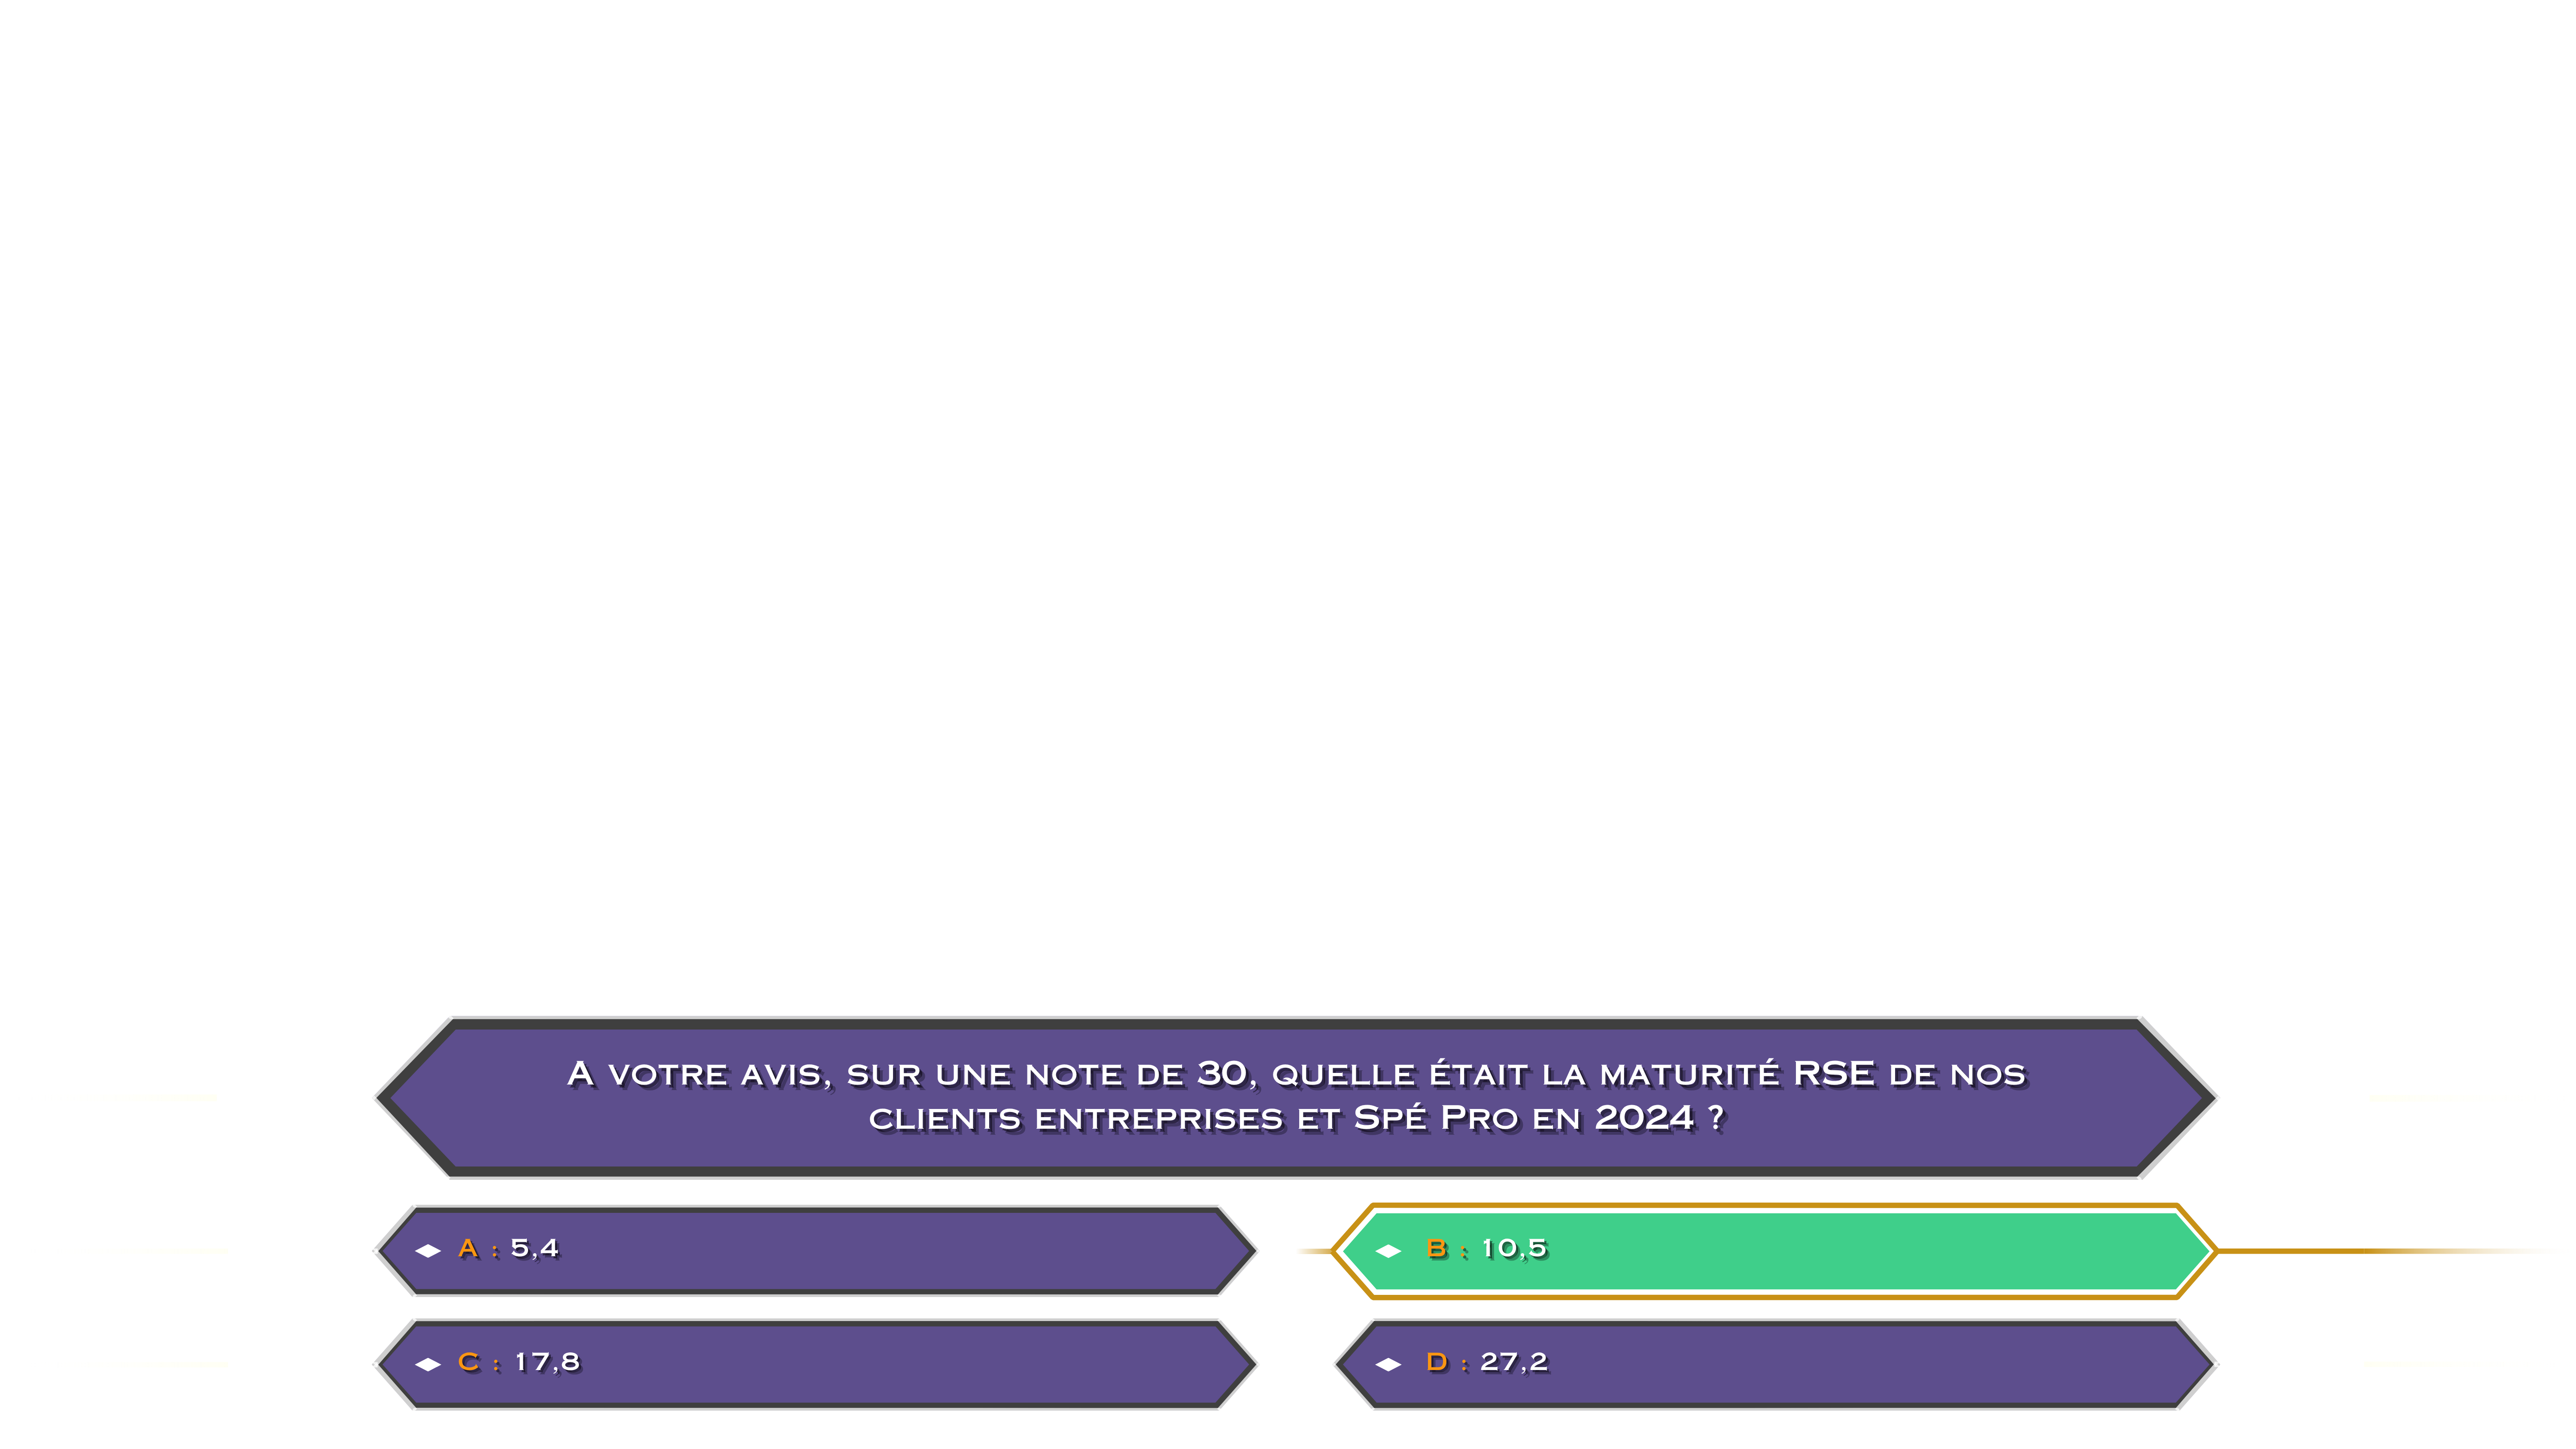 A votre avis, sur une note de 30, quelle était la maturité RSE de nos
clients entreprises et Spé Pro en 2024 ?
A : 5,4
B : 10,5
C : 17,8
D : 27,2